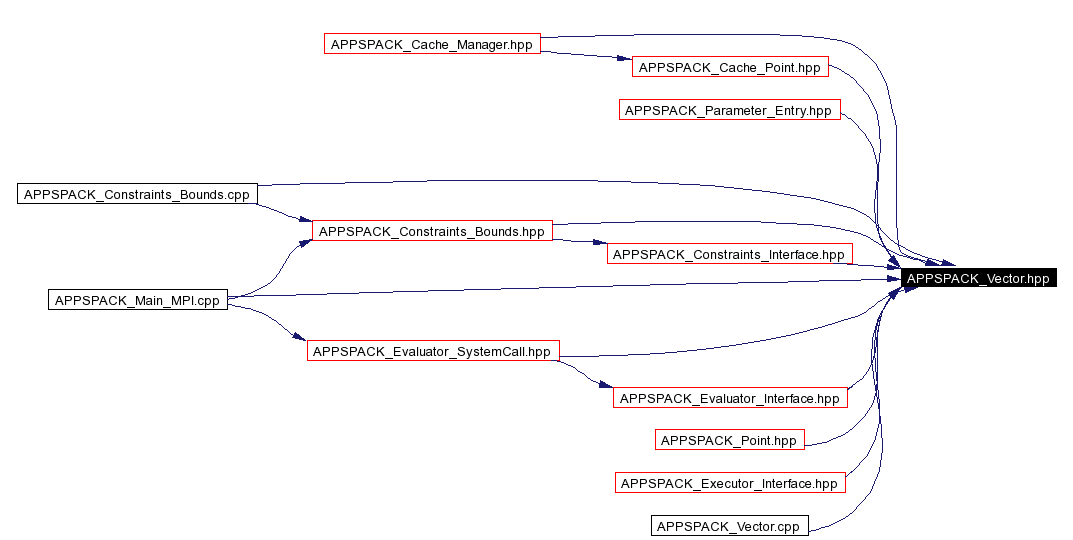 APPSPACK_Cache_Manager.hpp
APPSPACK_Cache_Point.hpp
APPSPACK_Parameter_Entry.hpp
APPSPACK_Constraints_Bounds.cpp
APPSPACK_Constraints_Bounds.hpp
APPSPACK_Constraints_Interface.hpp
APPSPACK_Vector.hpp
APPSPACK_Main_MPI.cpp
APPSPACK_Evaluator_SystemCall.hpp
APPSPACK_Evaluator_Interface.hpp
APPSPACK_Point.hpp
APPSPACK_Executor_Interface.hpp
APPSPACK_Vector.cpp